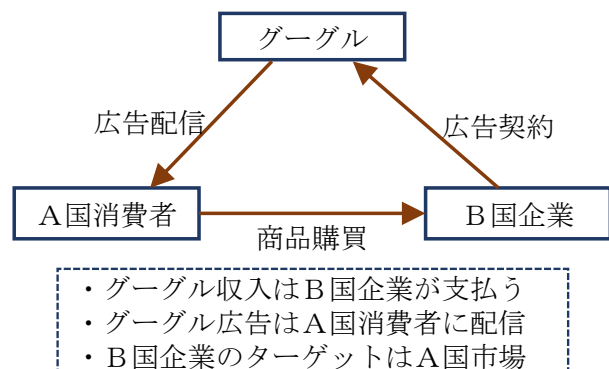 グーグル
広告配信
広告契約
Ａ国消費者
Ｂ国企業
商品購買
・グーグル収入はＢ国企業が支払う
・グーグル広告はＡ国消費者に配信
・Ｂ国企業のターゲットはＡ国市場